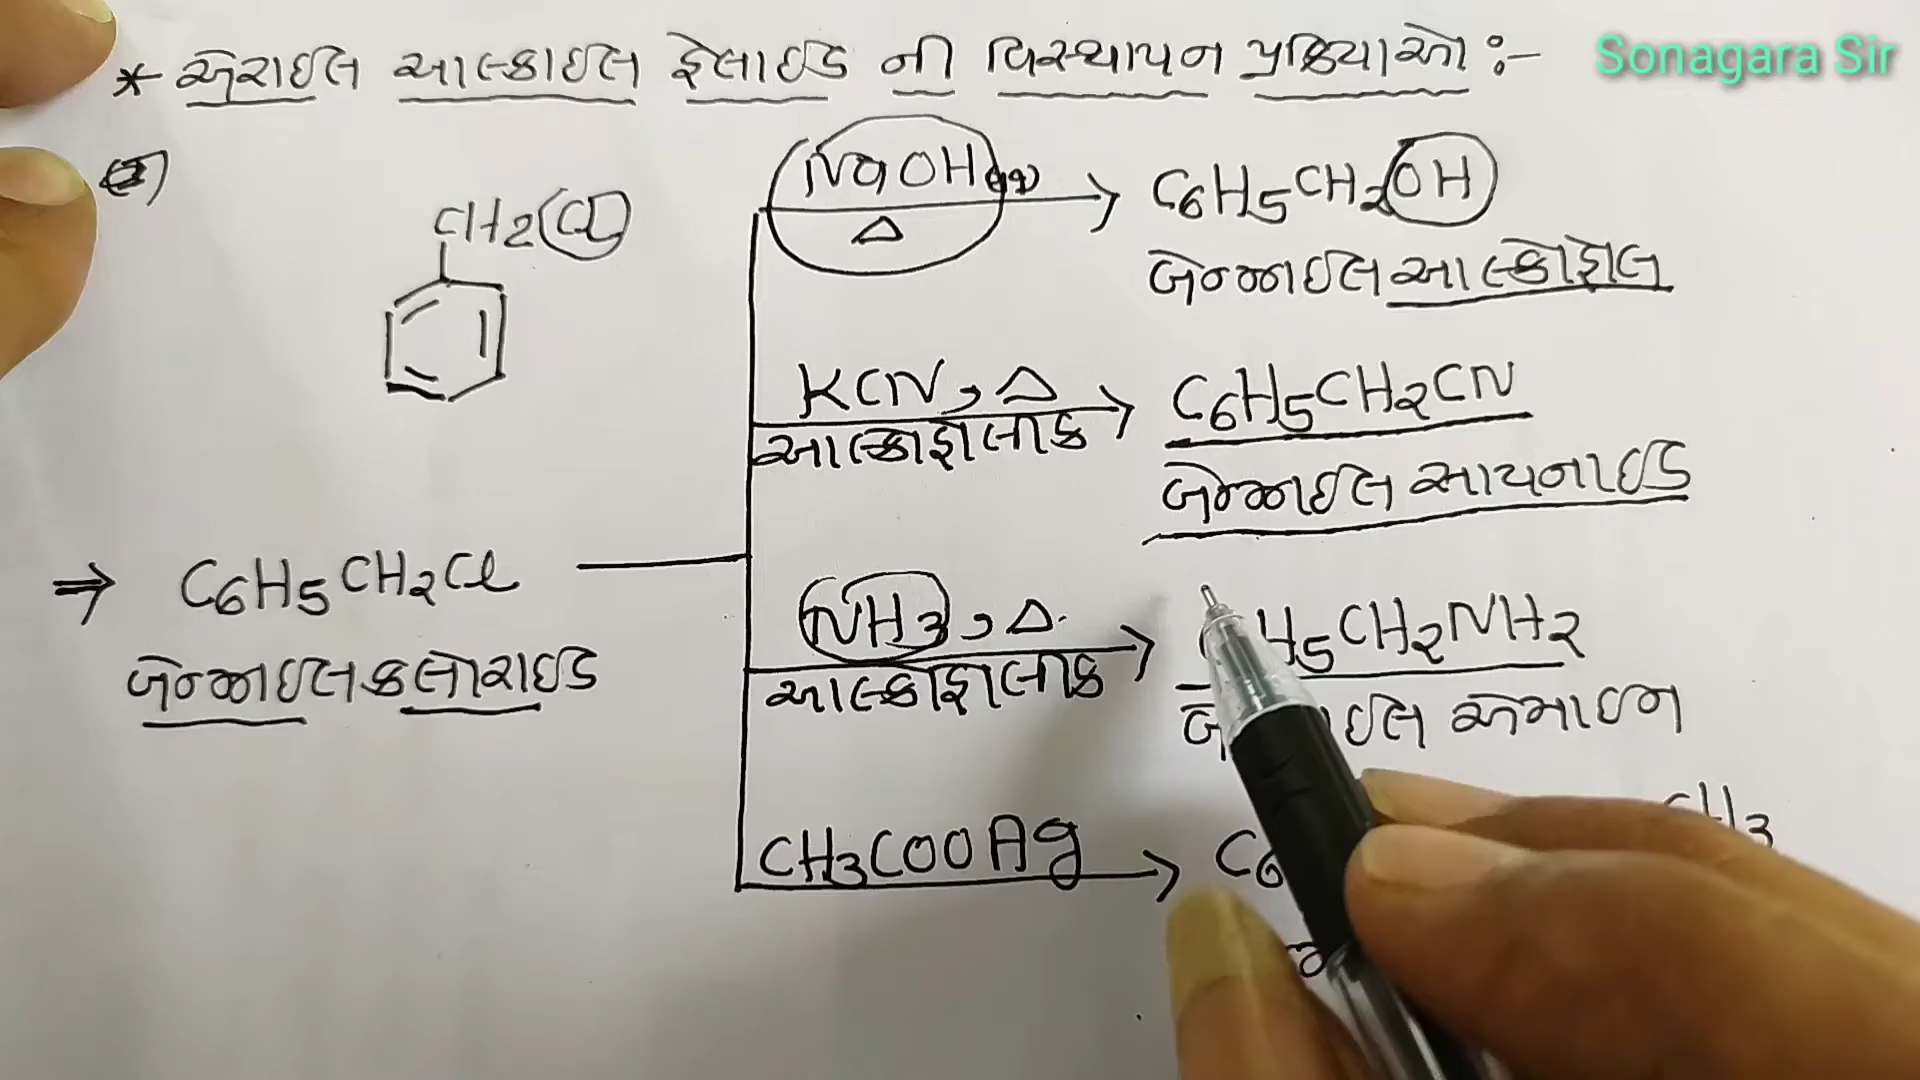 * એરાઈલ આલ્કાઈલ હેલાઈડ ની વિસ્થાપન પ્રક્રિયાઓ :-
Sonagara Sir
CH2Cl
NaOH(aq)
Δ
C6H5CH2OH
બેન્ઝાઈલ આલ્કોહોલ
KCN, Δ
આલ્કોહોલીક
C6H5CH2CN
બેન્ઝાઈલ સાયનાઈડ
⇒ C6H5CH2Cl
બેન્ઝાઈલ ક્લોરાઈડ
NH3, Δ
આલ્કોહોલીક
H5CH2NH2
ાઈલ એમાઈન
CH3COOAg
C6 CH3